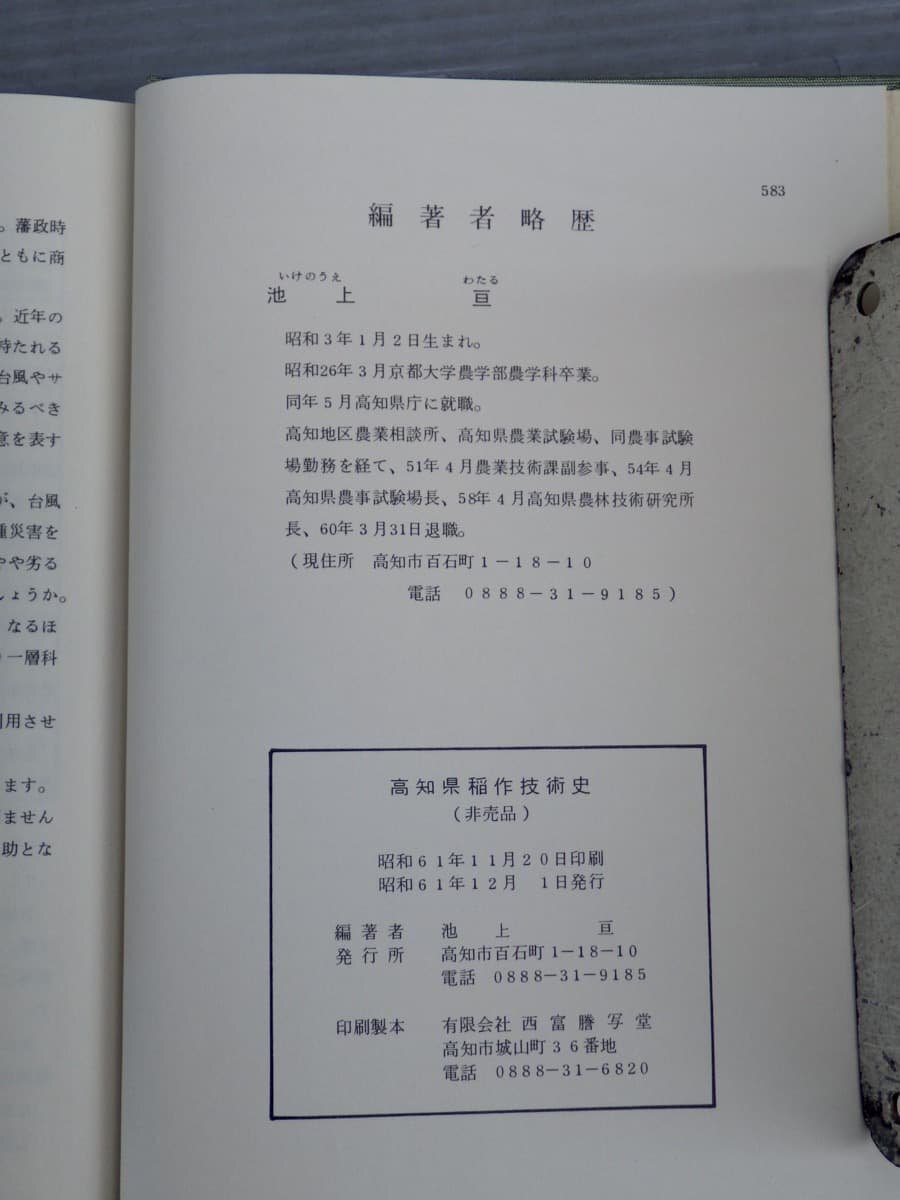 。藩政時
ともに商
。近年の
持たれる
台風やサ
みるべき
意を表す
が、台風
種災害を
やや劣る
しょうか。
なるほ
一層科
利用させ
ます。
ません
助とな
583
編著者略歴
いけのうえ わたる
池上 亘
昭和3年1月2日生まれ。
昭和26年3月京都大学農学部農学科卒業。
同年5月高知県庁に就職。
高知地区農業相談所、高知県農業試験場、同農事試験
場勤務を経て、51年4月農業技術課副参事、54年4月
高知県農事試験場長、58年4月高知県農林技術研究所
長、60年3月31日退職。
(現住所 高知市百石町1-18-10
電話 0888-31-9185)
高知県稲作技術史
(非売品)
昭和61年11月20日印刷
昭和61年12月 1日発行
編著者 池上 亘
発行所 高知市百石町1-18-10
電話 0888-31-9185
印刷製本 有限会社 西富謄写堂
高知市城山町36番地
電話 0888-31-6820